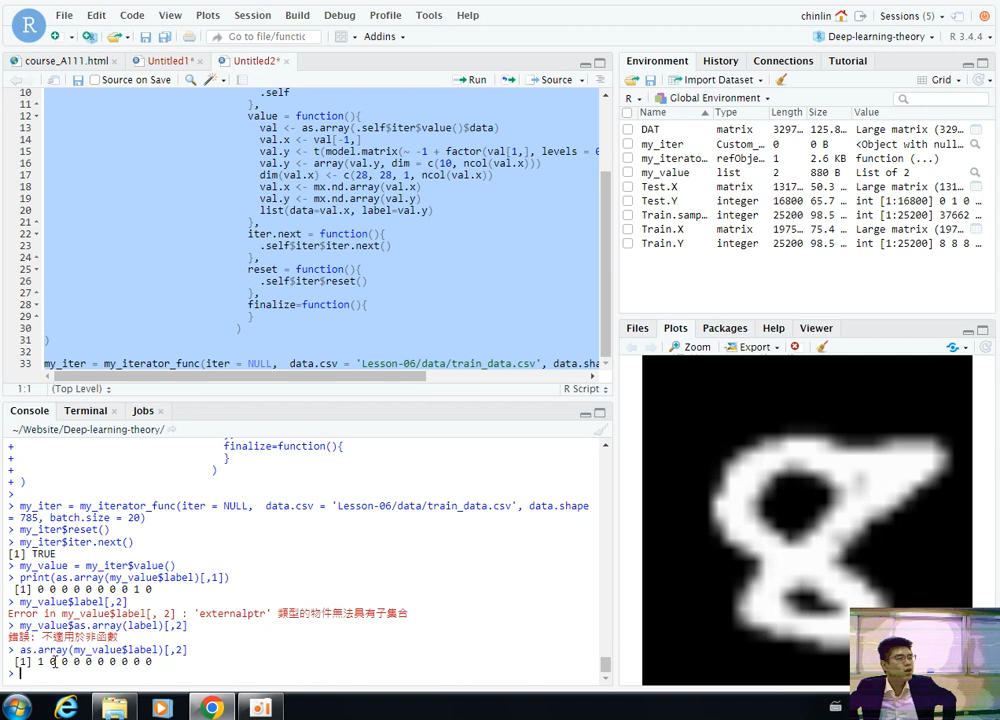 File Edit Code View Plots Session Build Debug Profile Tools Help
chinlin Sessions (5)
Go to file/functic Addins
Deep-learning-theory R 3.4.4
course_A111.html × Untitled1* × Untitled2* ×
Source on Save Run Source
10 .self
11 },
12 value = function(){
13 val <- as.array(.self$iter$value()$data)
14 val.x <- val[-1,]
15 val.y <- t(model.matrix(~ -1 + factor(val[1,], levels = 0
16 val.y <- array(val.y, dim = c(10, ncol(val.x)))
17 dim(val.x) <- c(28, 28, 1, ncol(val.x))
18 val.x <- mx.nd.array(val.x)
19 val.y <- mx.nd.array(val.y)
20 list(data=val.x, label=val.y)
21 },
22 iter.next = function(){
23 .self$iter$iter.next()
24 },
25 reset = function(){
26 .self$iter$reset()
27 },
28 finalize=function(){
29 }
30 )
31 )
32
33 my_iter = my_iterator_func(iter = NULL,  data.csv = 'Lesson-06/data/train_data.csv', data.sha
1:1 (Top Level) R Script
Console Terminal × Jobs ×
~/Website/Deep-learning-theory/
+ finalize=function(){
+ }
+ )
+ )
>
> my_iter = my_iterator_func(iter = NULL,  data.csv = 'Lesson-06/data/train_data.csv', data.shape
= 785, batch.size = 20)
> my_iter$reset()
> my_iter$iter.next()
[1] TRUE
> my_value = my_iter$value()
> print(as.array(my_value$label)[,1])
[1] 0 0 0 0 0 0 0 0 1 0
> my_value$label[,2]
Error in my_value$label[, 2] : 'externalptr' 類型的物件無法具有子集合
> my_value$as.array(label)[,2]
錯誤: 不適用於非函數
> as.array(my_value$label)[,2]
[1] 1 0 0 0 0 0 0 0 0 0
>
Environment History Connections Tutorial
Import Dataset Grid
R Global Environment
Name Type Length Size Value
DAT matrix 3297… 125.8… Large matrix (329…
my_iter Custom_… 0 0 B <Object with null…
my_iterato… refObje… 1 2.6 KB function (...)
my_value list 2 880 B List of 2
Test.X matrix 1317… 50.3 … Large matrix (131…
Test.Y integer 16800 65.7 … int [1:16800] 0 1 0 …
Train.samp… integer 25200 98.5 … int [1:25200] 37662 …
Train.X matrix 1975… 75.4 … Large matrix (197…
Train.Y integer 25200 98.5 … int [1:25200] 8 8 8 …
Files Plots Packages Help Viewer
Zoom Export
8